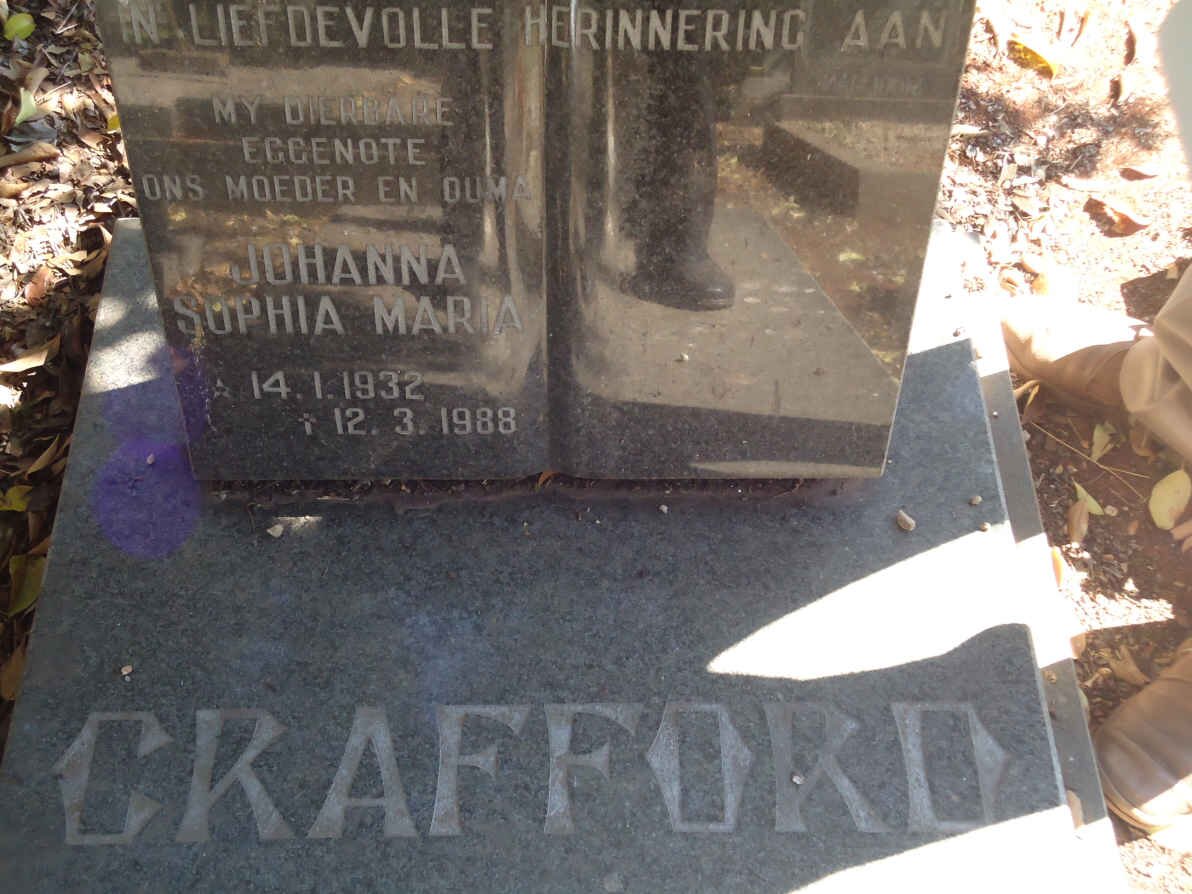 IN LIEFDEVOLLE HERINNERING AAN
MY DIERBARE
EGGENOTE
ONS MOEDER EN OUMA
JOHANNA
SOPHIA MARIA
* 14.1.1932
† 12.3.1988
CRAFFORD